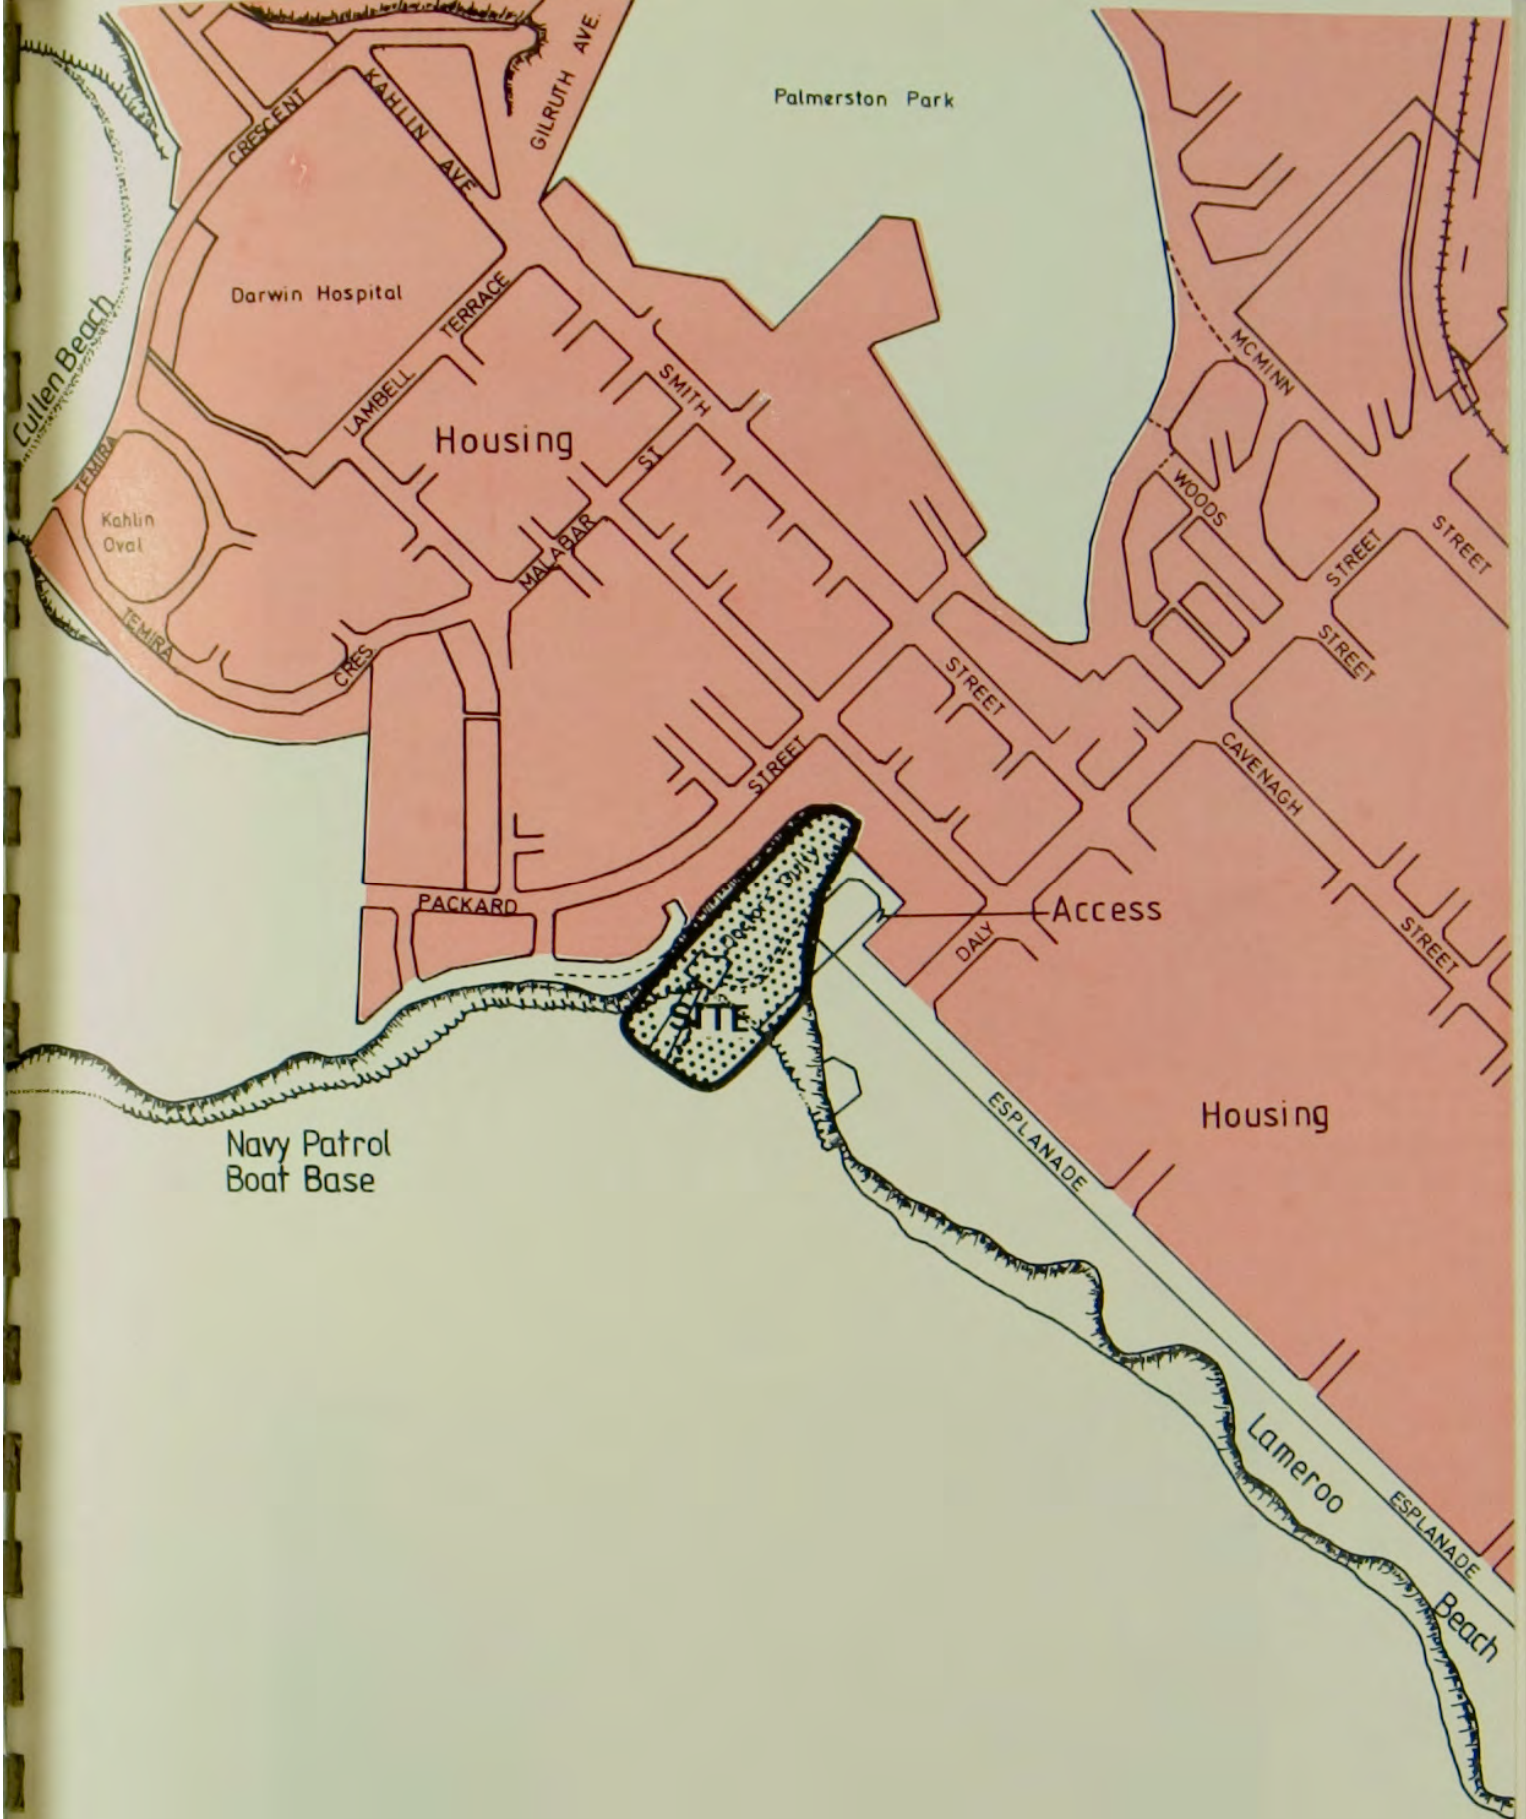 GILRUTH AVE.
Palmerston Park
KAHLIN AVE
CRESCENT
Darwin Hospital
TERRACE
LAMBELL
Cullen Beach
SMITH
MCMINN
Housing
ST
TEMIRA
Kahlin
Oval
WOODS
STREET
STREET
MALABAR
TEMIRA
CRES
STREET
STREET
STREET
CAVENAGH
Doctors Gully
PACKARD
Access
DALY
STREET
SITE
ESPLANADE
Housing
Navy Patrol
Boat Base
Lameroo
ESPLANADE
Beach